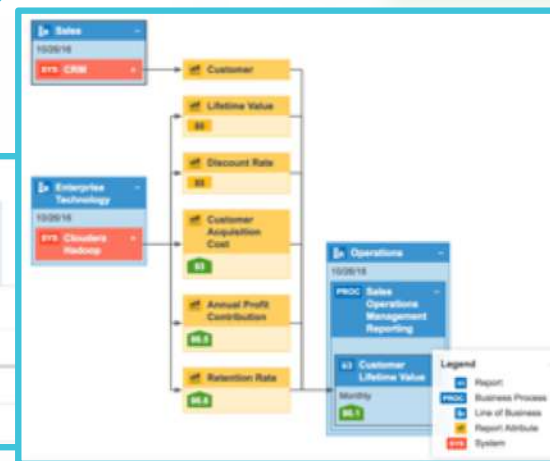 Sales
10/26/16
SYS CRM
Customer
Lifetime Value
Discount Rate
Enterprise
Technology
10/26/16
SYS Cloudera
Hadoop
Customer
Acquisition
Cost
Operations
10/26/16
PROC Sales
Operations
Management
Reporting
Annual Profit
Contribution
Customer
Lifetime Value
Monthly
Retention Rate
Legend
Report
PROC Business Process
Line of Business
Report Attribute
SYS System